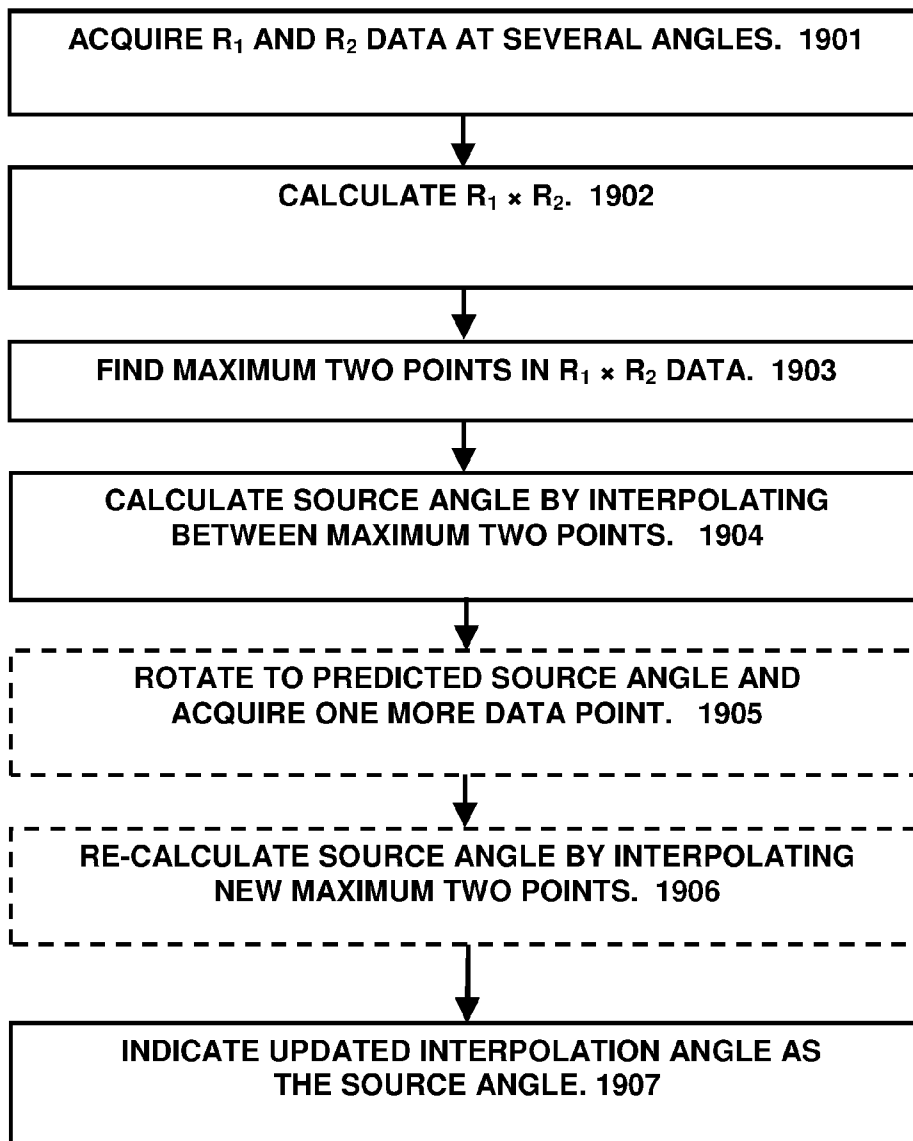 ACQUIRE R₁ AND R₂ DATA AT SEVERAL ANGLES. 1901
CALCULATE R₁ × R₂. 1902
FIND MAXIMUM TWO POINTS IN R₁ × R₂ DATA. 1903
CALCULATE SOURCE ANGLE BY INTERPOLATING
BETWEEN MAXIMUM TWO POINTS. 1904
ROTATE TO PREDICTED SOURCE ANGLE AND
ACQUIRE ONE MORE DATA POINT. 1905
RE-CALCULATE SOURCE ANGLE BY INTERPOLATING
NEW MAXIMUM TWO POINTS. 1906
INDICATE UPDATED INTERPOLATION ANGLE AS
THE SOURCE ANGLE. 1907